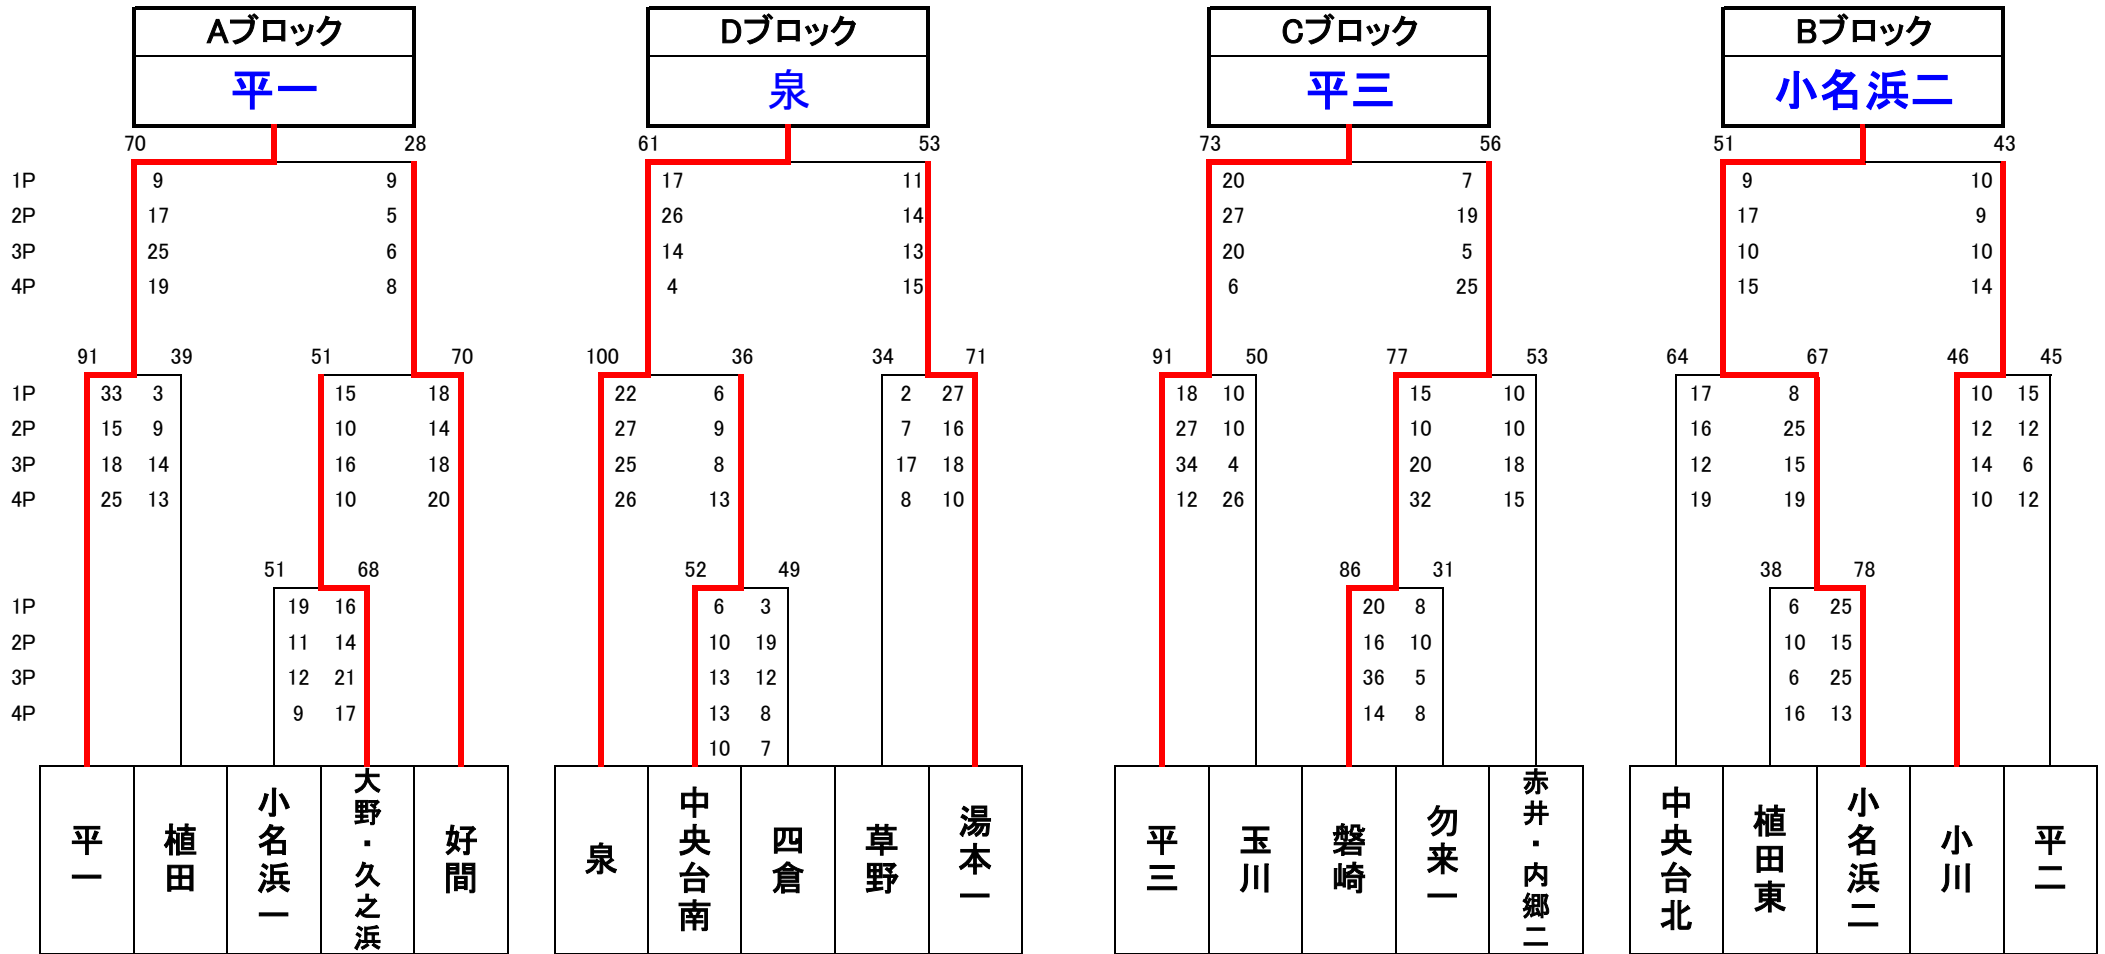 Aブロック Dブロック Cブロック Bブロック
平一 泉 平三 小名浜二
70 28 61 53 73 56 51 43
1P 9 9 17 11 20 7 9 10
2P 17 5 26 14 27 19 17 9
3P 25 6 14 13 20 5 10 10
4P 19 8 4 15 6 25 15 14
91 39 51 70 100 36 34 71 91 50 77 53 64 67 46 45
1P 33 3 15 18 22 6 2 27 18 10 15 10 17 8 10 15
2P 15 9 10 14 27 9 7 16 27 10 10 10 16 25 12 12
3P 18 14 16 18 25 8 17 18 34 4 20 18 12 15 14 6
4P 25 13 10 20 26 13 8 10 12 26 32 15 19 19 10 12
51 68 52 49 86 31 38 78
1P 19 16 6 3 20 8 6 25
2P 11 14 10 19 16 10 10 15
3P 12 21 13 12 36 5 6 25
4P 9 17 13 8 14 8 16 13
10 7
平一
植田
小名浜一
大野・久之浜
好間
泉
中央台南
四倉
草野
湯本一
平三
玉川
磐崎
勿来一
赤井・内郷二
中央台北
植田東
小名浜二
小川
平二